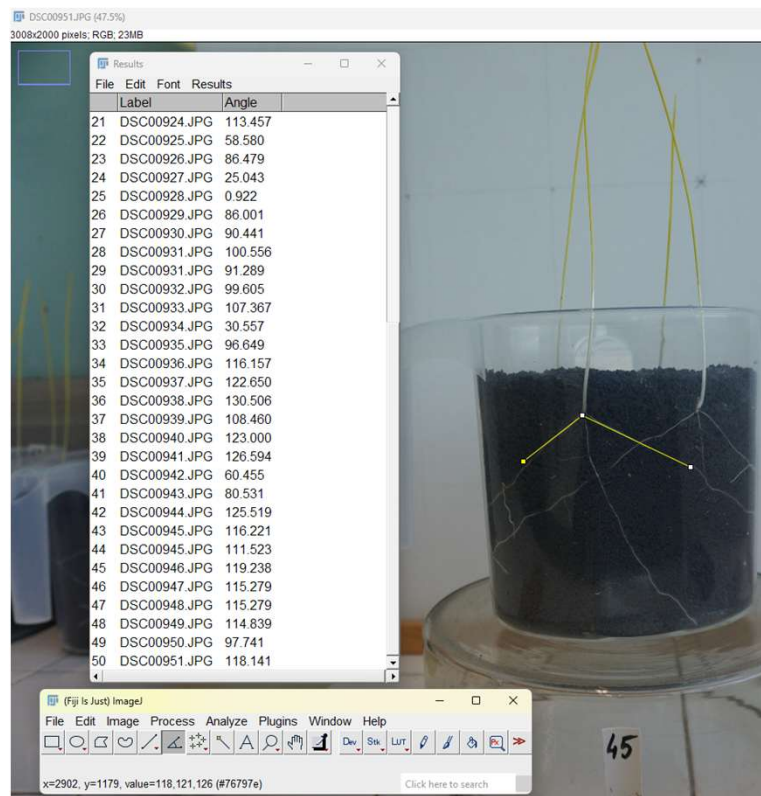 DSC00951.JPG (47.5%)
3008x2000 pixels; RGB; 23MB
Results
File Edit Font Results
Label Angle
21 DSC00924.JPG 113.457
22 DSC00925.JPG 58.580
23 DSC00926.JPG 86.479
24 DSC00927.JPG 25.043
25 DSC00928.JPG 0.922
26 DSC00929.JPG 86.001
27 DSC00930.JPG 90.441
28 DSC00931.JPG 100.556
29 DSC00931.JPG 91.289
30 DSC00932.JPG 99.605
31 DSC00933.JPG 107.367
32 DSC00934.JPG 30.557
33 DSC00935.JPG 96.649
34 DSC00936.JPG 116.157
35 DSC00937.JPG 122.650
36 DSC00938.JPG 130.506
37 DSC00939.JPG 108.460
38 DSC00940.JPG 123.000
39 DSC00941.JPG 126.594
40 DSC00942.JPG 60.455
41 DSC00943.JPG 80.531
42 DSC00944.JPG 125.519
43 DSC00945.JPG 116.221
44 DSC00945.JPG 111.523
45 DSC00946.JPG 119.238
46 DSC00947.JPG 115.279
47 DSC00948.JPG 115.279
48 DSC00949.JPG 114.839
49 DSC00950.JPG 97.741
50 DSC00951.JPG 118.141
(Fiji Is Just) ImageJ
File Edit Image Process Analyze Plugins Window Help
A Dev Stk LUT
x=2902, y=1179, value=118,121,126 (#76797e)
Click here to search
45